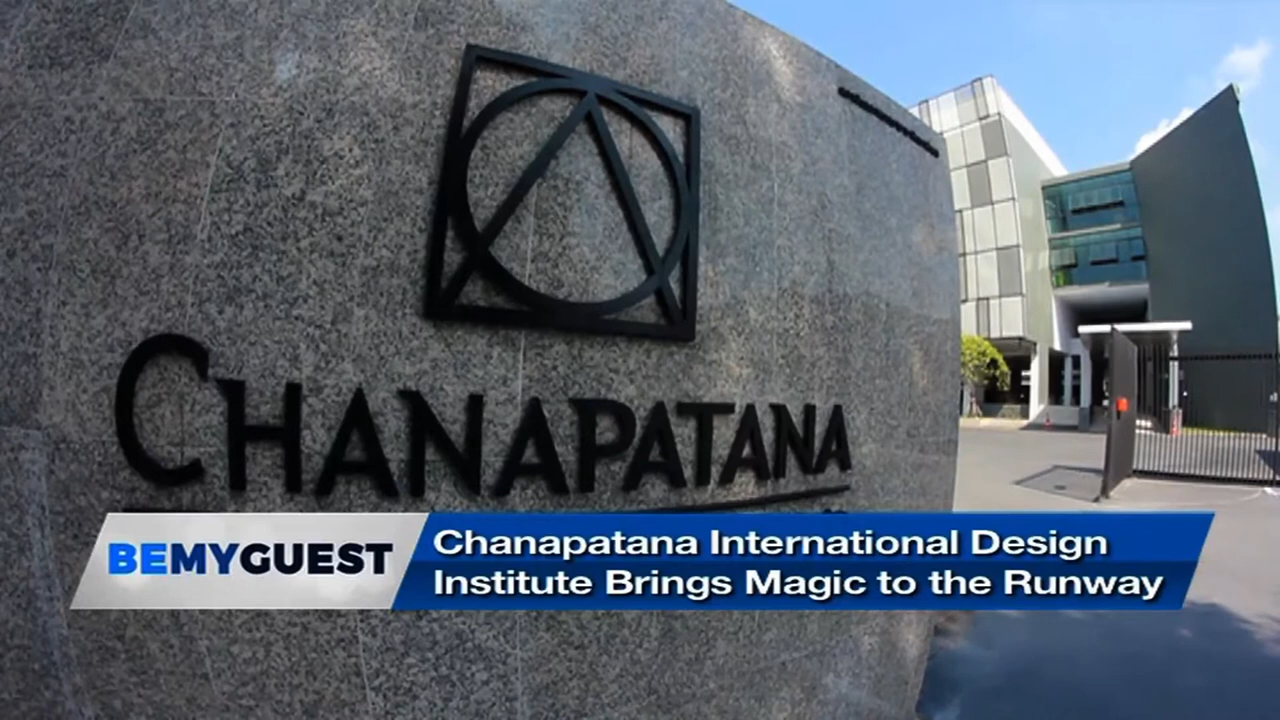 CHANAPATANA
BEMYGUEST
Chanapatana International Design
Institute Brings Magic to the Runway